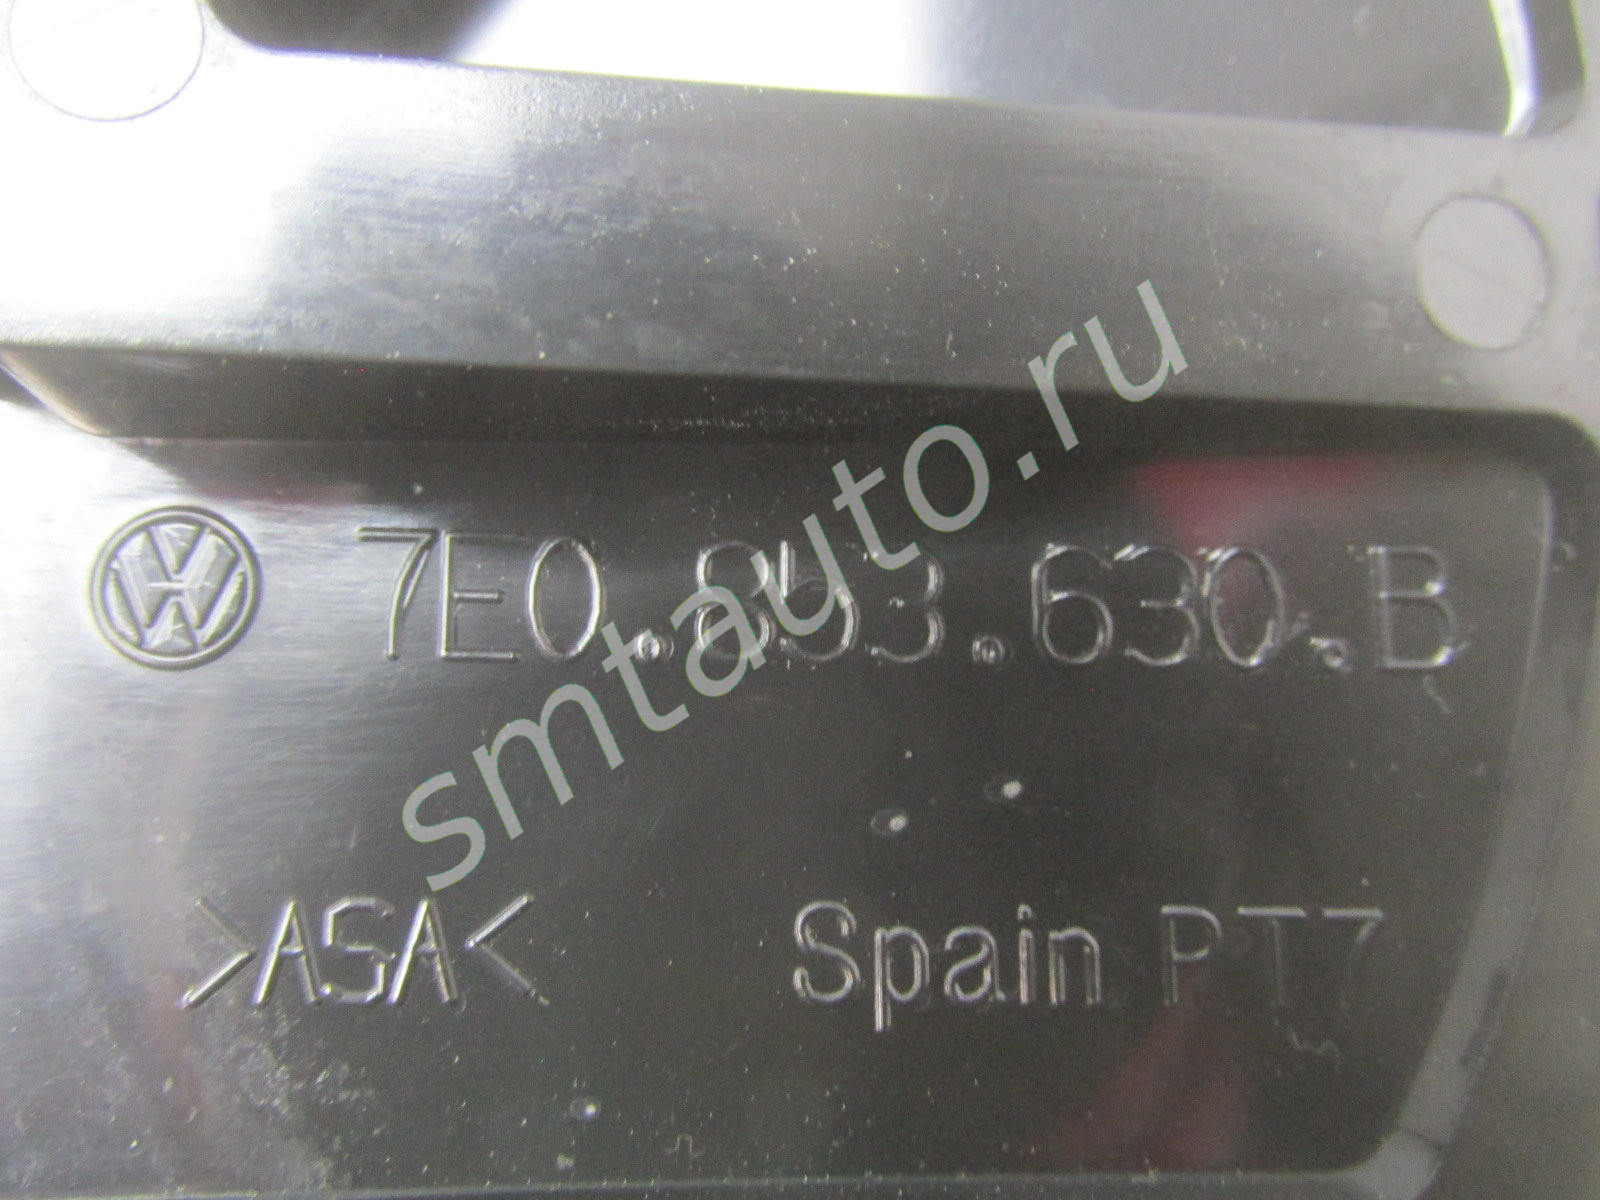 7E0.853.630.B
>ASA<
Spain PT7
smtauto.ru